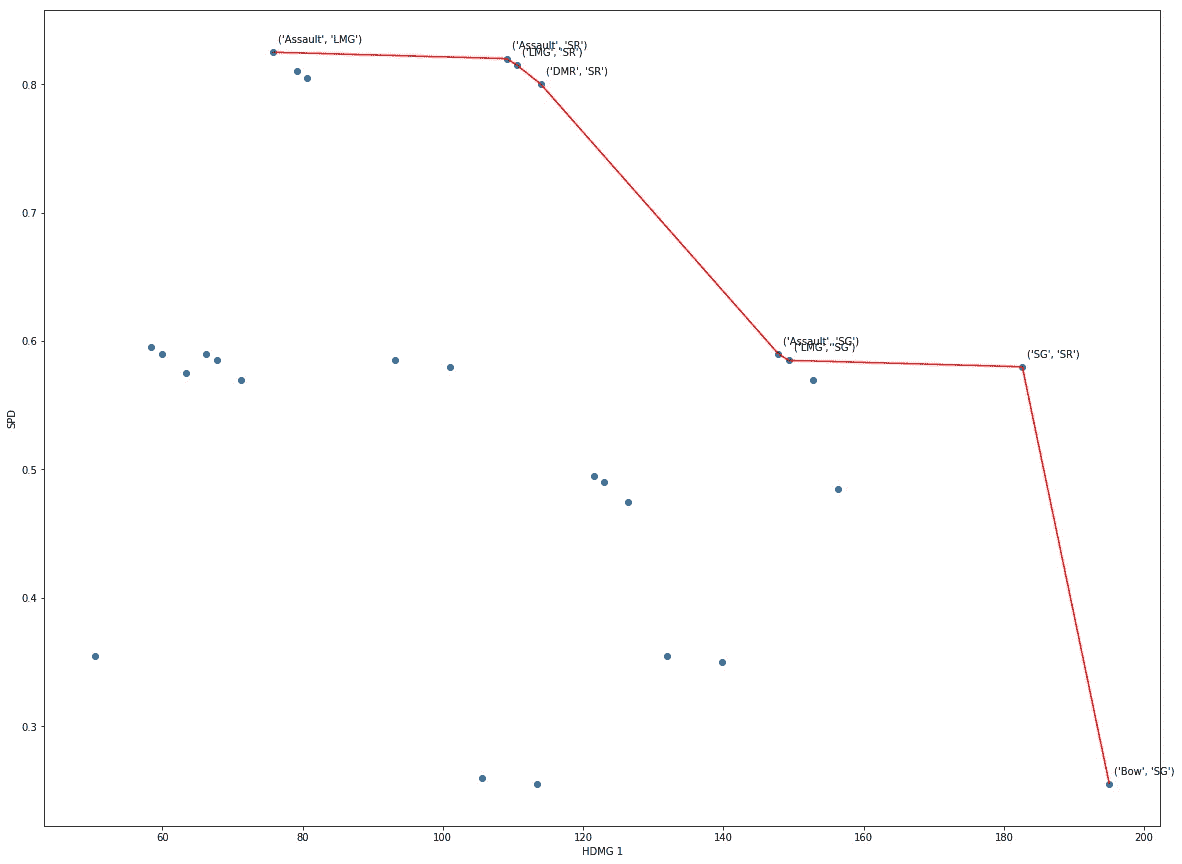 ('Assault', 'LMG')
('Assault', 'SR')
('LMG', 'SR')
('DMR', 'SR')
0.8
0.7
('Assault', 'SG')
('LMG', 'SG')
('SG', 'SR')
0.6
SPD
0.5
0.4
0.3
('Bow', 'SG')
60 80 100 120 140 160 180 200
HDMG 1